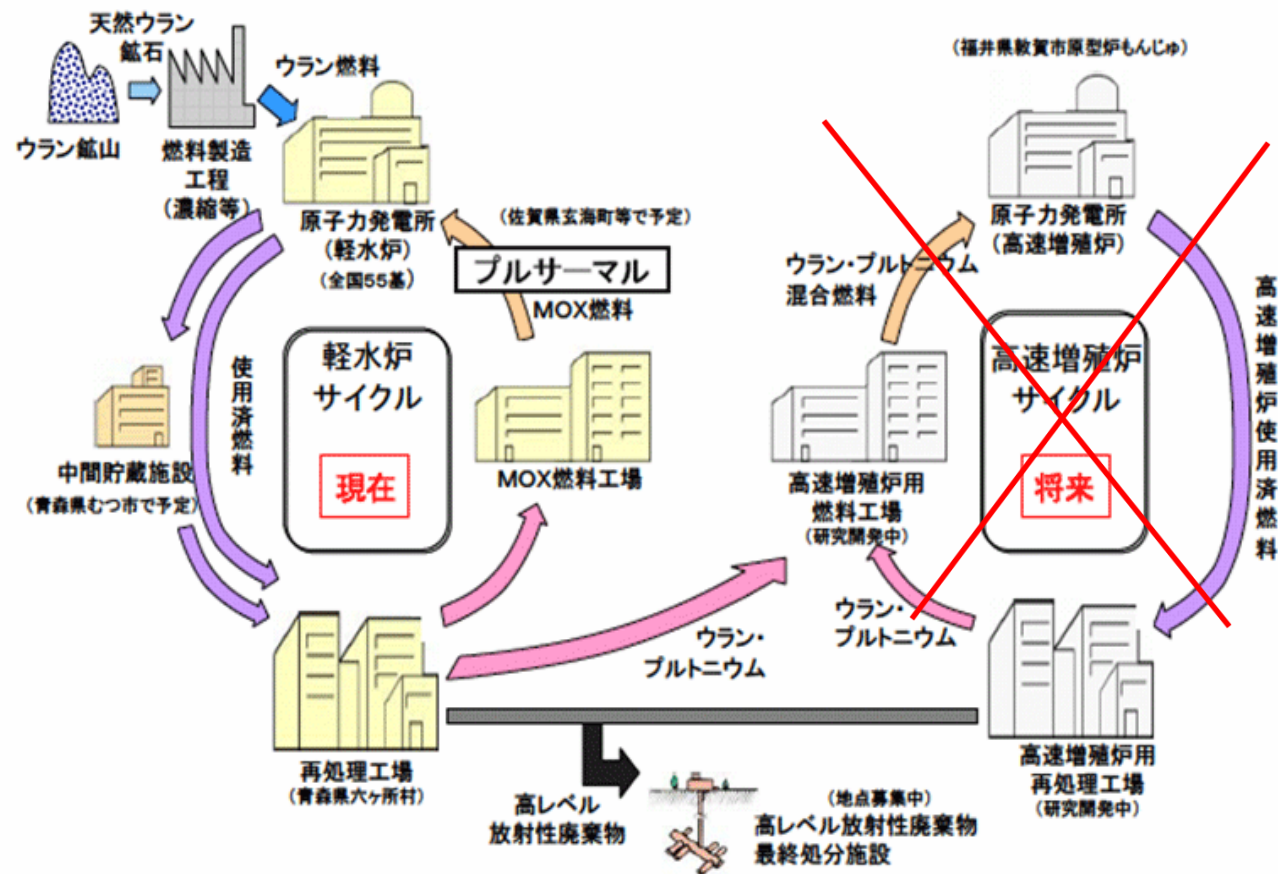 天然ウラン
鉱石
ウラン鉱山
燃料製造
工程
(濃縮等)
ウラン燃料
原子力発電所
(軽水炉)
(全国55基)
(佐賀県玄海町等で予定)
プルサーマル
MOX燃料
使用済燃料
軽水炉
サイクル
現在
中間貯蔵施設
(青森県むつ市で予定)
MOX燃料工場
再処理工場
(青森県六ヶ所村)
ウラン・
プルトニウム
高レベル
放射性廃棄物
(地点募集中)
高レベル放射性廃棄物
最終処分施設
(福井県敦賀市原型炉もんじゅ)
原子力発電所
(高速増殖炉)
ウラン・プルトニウム
混合燃料
高速増殖炉
サイクル
将来
高速増殖炉使用済燃料
高速増殖炉用
燃料工場
(研究開発中)
ウラン・
プルトニウム
高速増殖炉用
再処理工場
(研究開発中)